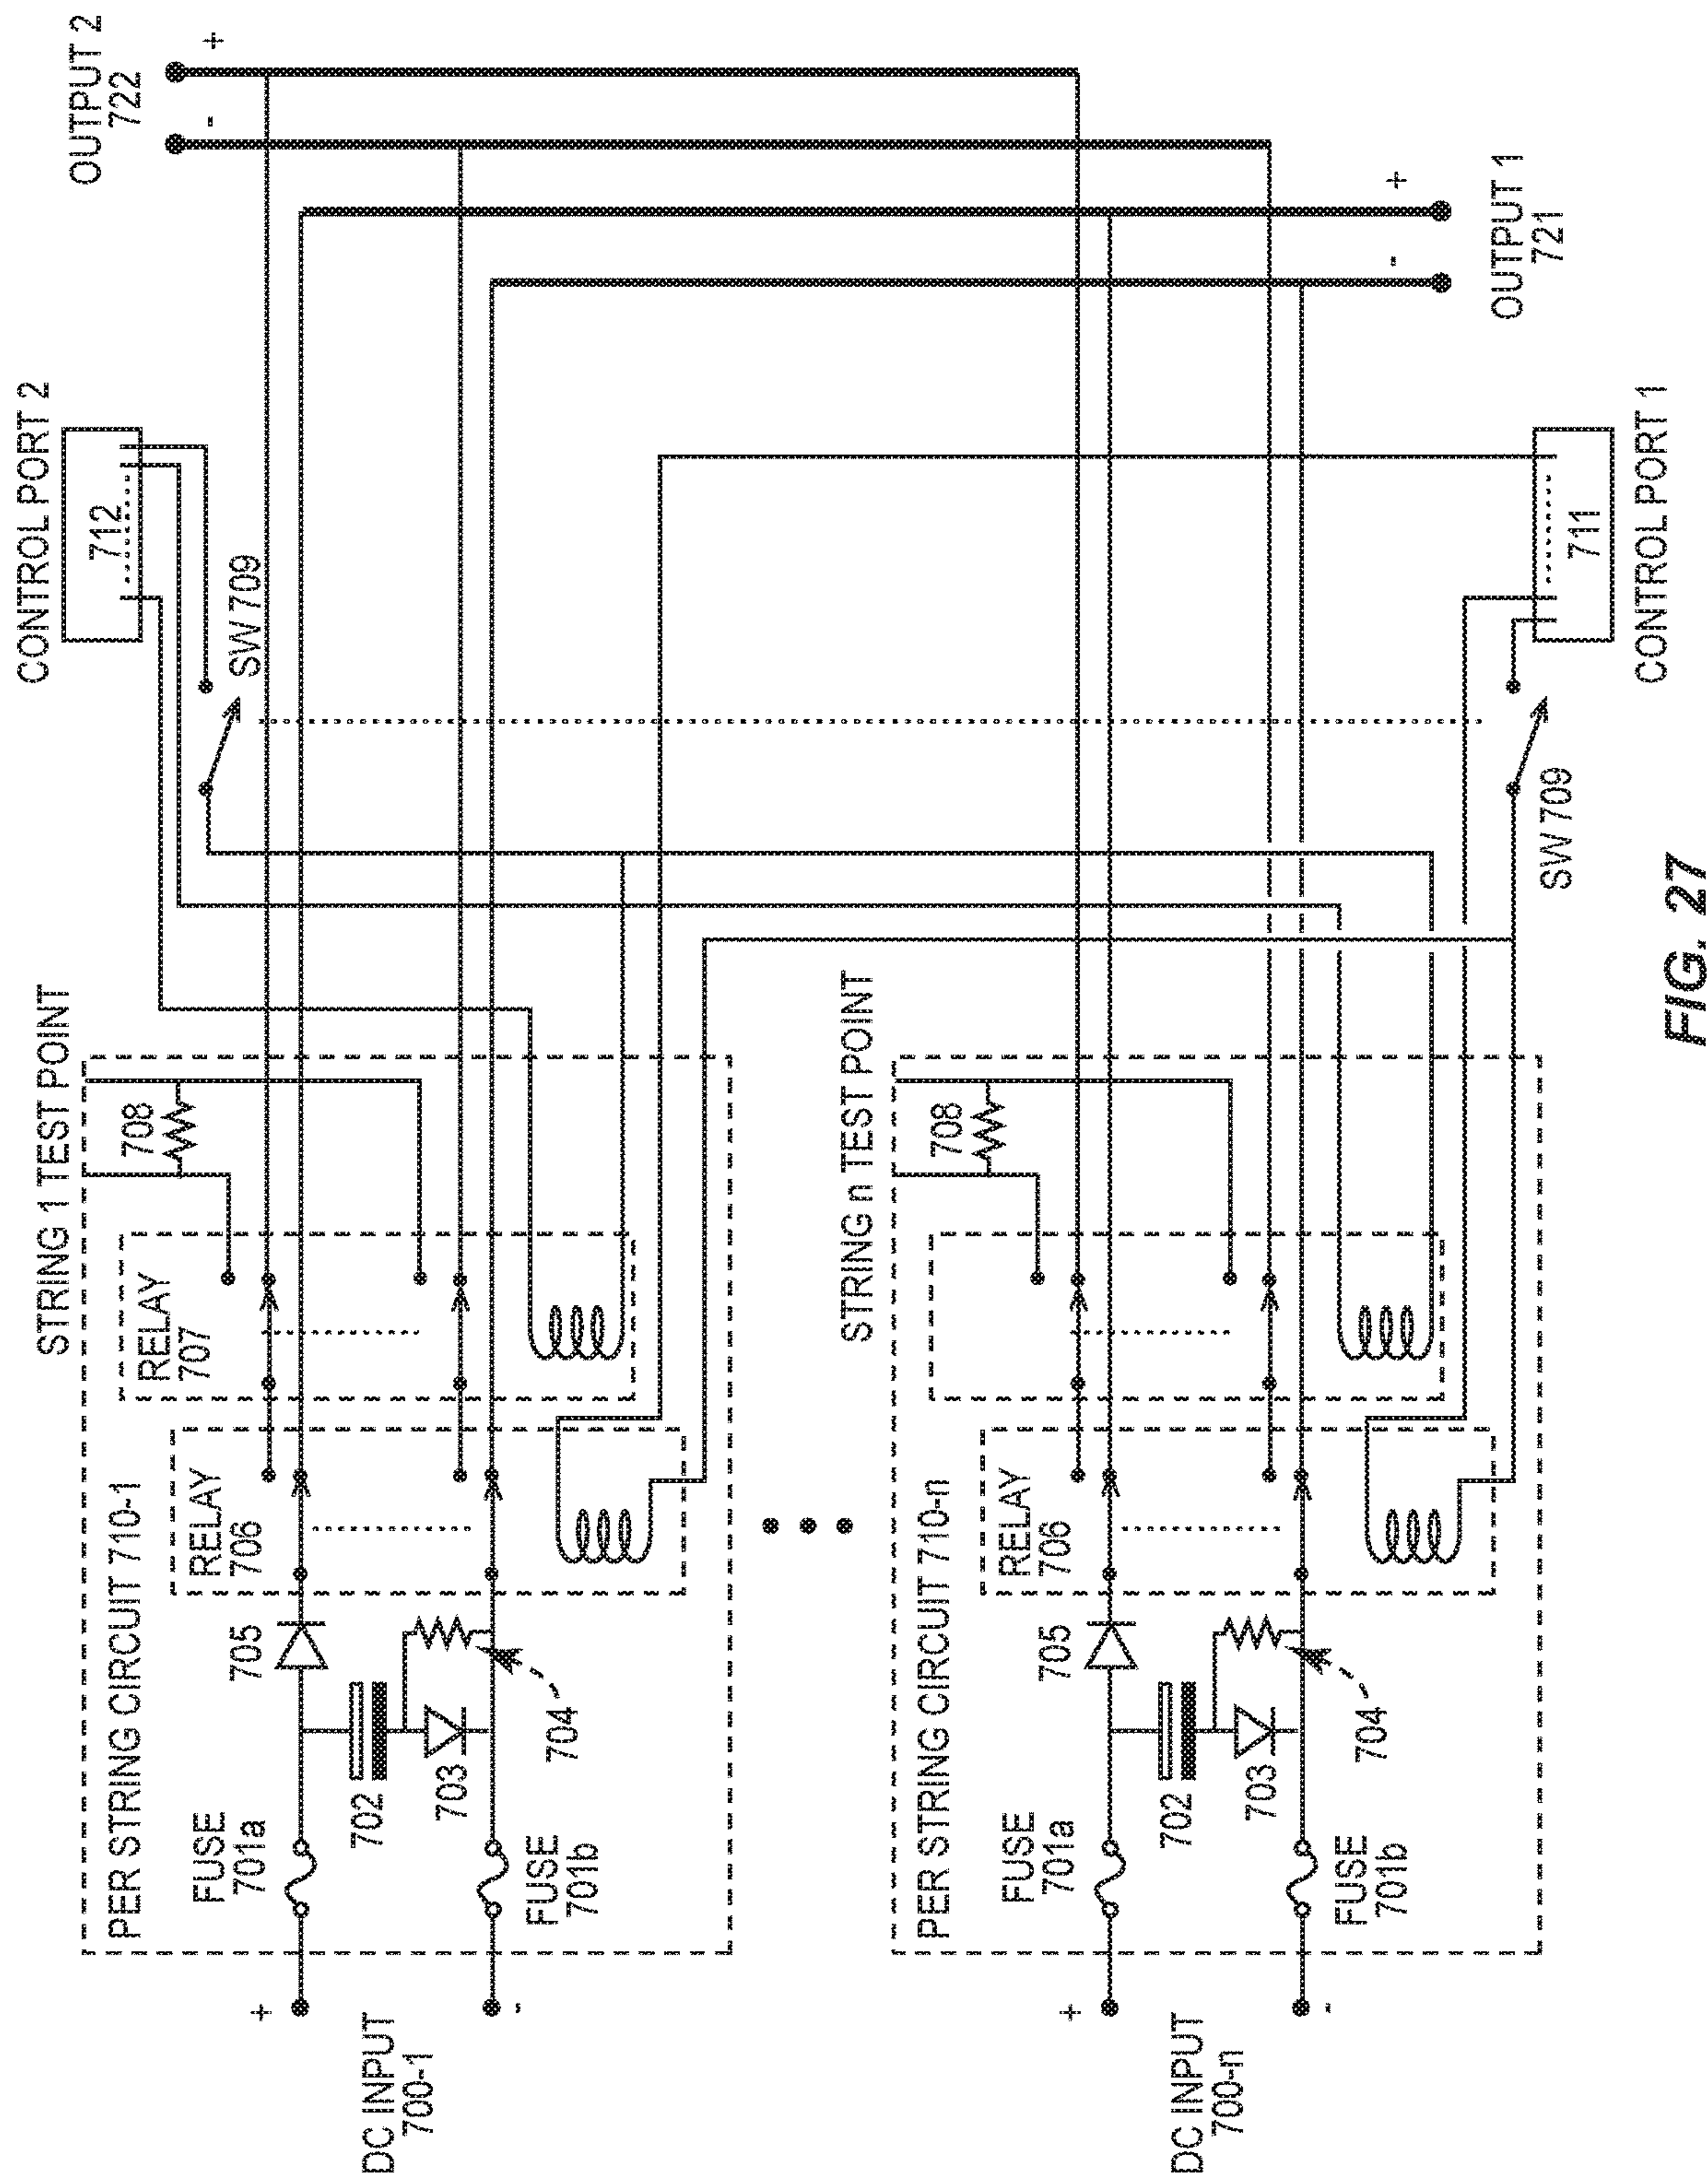 CONTROL PORT 2
712
SW 709
OUTPUT 2
722
+
-
STRING 1 TEST POINT
708
RELAY
707
PER STRING CIRCUIT 710-1
RELAY
706
705
FUSE
701a
702
703
704
FUSE
701b
+
DC INPUT
700-1
-
STRING n TEST POINT
708
PER STRING CIRCUIT 710-n
RELAY
706
705
FUSE
701a
702
703
704
FUSE
701b
+
DC INPUT
700-n
-
+
-
OUTPUT 1
721
SW 709
711
CONTROL PORT 1
FIG. 27